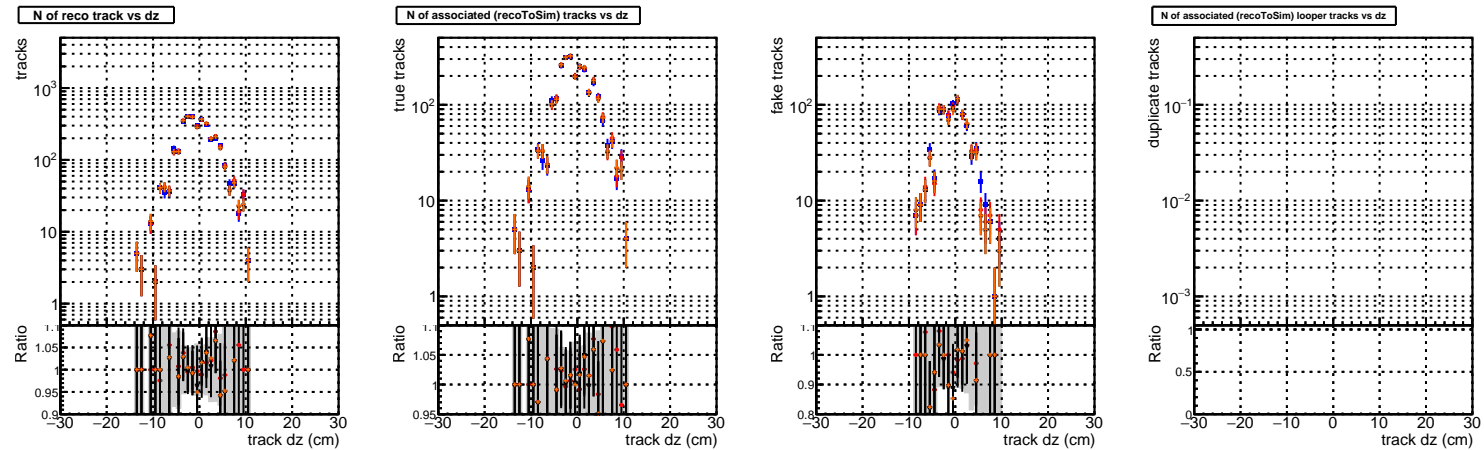 N of reco track vs dz
tracks
10³
10²
10
1
Ratio
1.1
1.05
1
0.95
0.9
−30 −20 −10 0 10 20 30
track dz (cm)
N of associated (recoToSim) tracks vs dz
true tracks
10²
10
1
Ratio
1.1
1.05
1
0.95
−30 −20 −10 0 10 20 30
track dz (cm)
fake tracks
10²
10
1
Ratio
1.1
1
0.9
0.8
−30 −20 −10 0 10 20 30
track dz (cm)
N of associated (recoToSim) looper tracks vs dz
duplicate tracks
10⁻¹
10⁻²
10⁻³
Ratio
1
0.5
0
−30 −20 −10 0 10 20 30
track dz (cm)